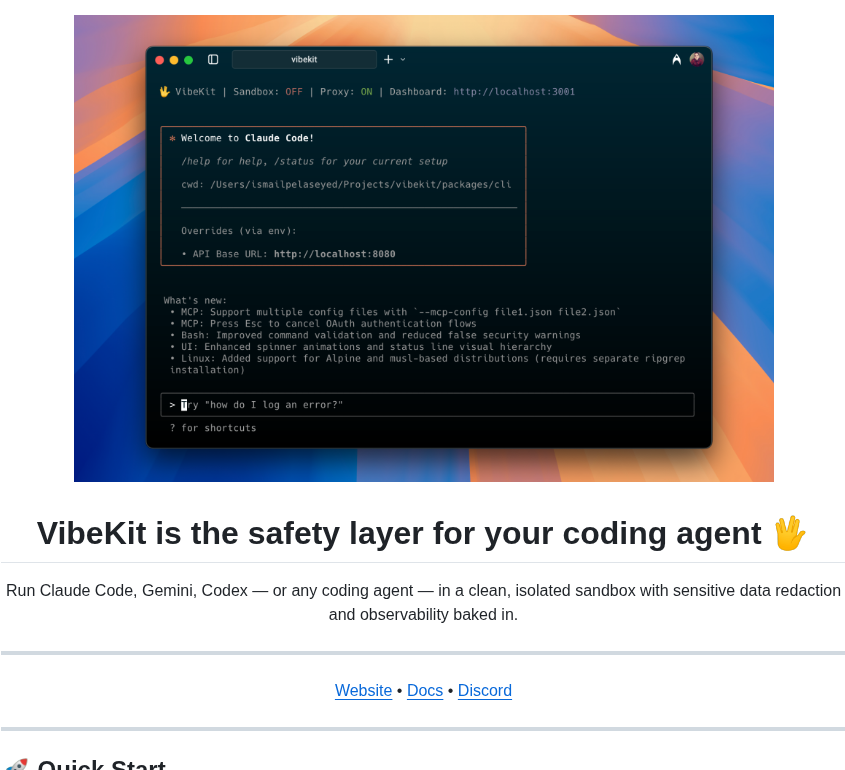 vibekit
🖖 VibeKit | Sandbox: OFF | Proxy: ON | Dashboard: http://localhost:3001
✻ Welcome to Claude Code!
/help for help, /status for your current setup
cwd: /Users/ismailpelaseyed/Projects/vibekit/packages/cli
Overrides (via env):
• API Base URL: http://localhost:8080
What's new:
• MCP: Support multiple config files with `--mcp-config file1.json file2.json`
• MCP: Press Esc to cancel OAuth authentication flows
• Bash: Improved command validation and reduced false security warnings
• UI: Enhanced spinner animations and status line visual hierarchy
• Linux: Added support for Alpine and musl-based distributions (requires separate ripgrep
installation)
> Try "how do I log an error?"
? for shortcuts
VibeKit is the safety layer for your coding agent 🖖
Run Claude Code, Gemini, Codex — or any coding agent — in a clean, isolated sandbox with sensitive data redaction
and observability baked in.
Website • Docs • Discord
🚀 Quick Start